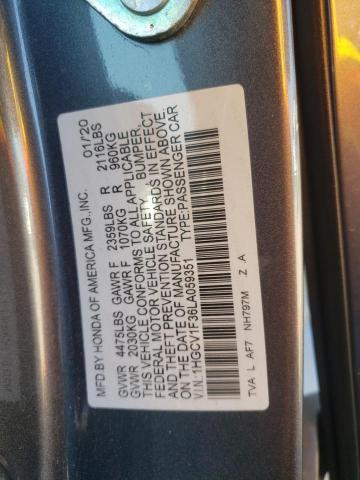 MFD.BY HONDA OF AMERICA MFG.,INC. 01/20
GVWR 4475LBS GAWR F 2359LBS R 2116LBS
GVWR 2030KG GAWR F 1070KG R 960KG
THIS VEHICLE CONFORMS TO ALL APPLICABLE
FEDERAL MOTOR VEHICLE SAFETY, BUMPER,
AND THEFT PREVENTION STANDARDS IN EFFECT
ON THE DATE OF MANUFACTURE SHOWN ABOVE.
V.I.N.:1HGCV1F36LA059351 TYPE:PASSENGER CAR
TVA L AF7 NH797M Z A